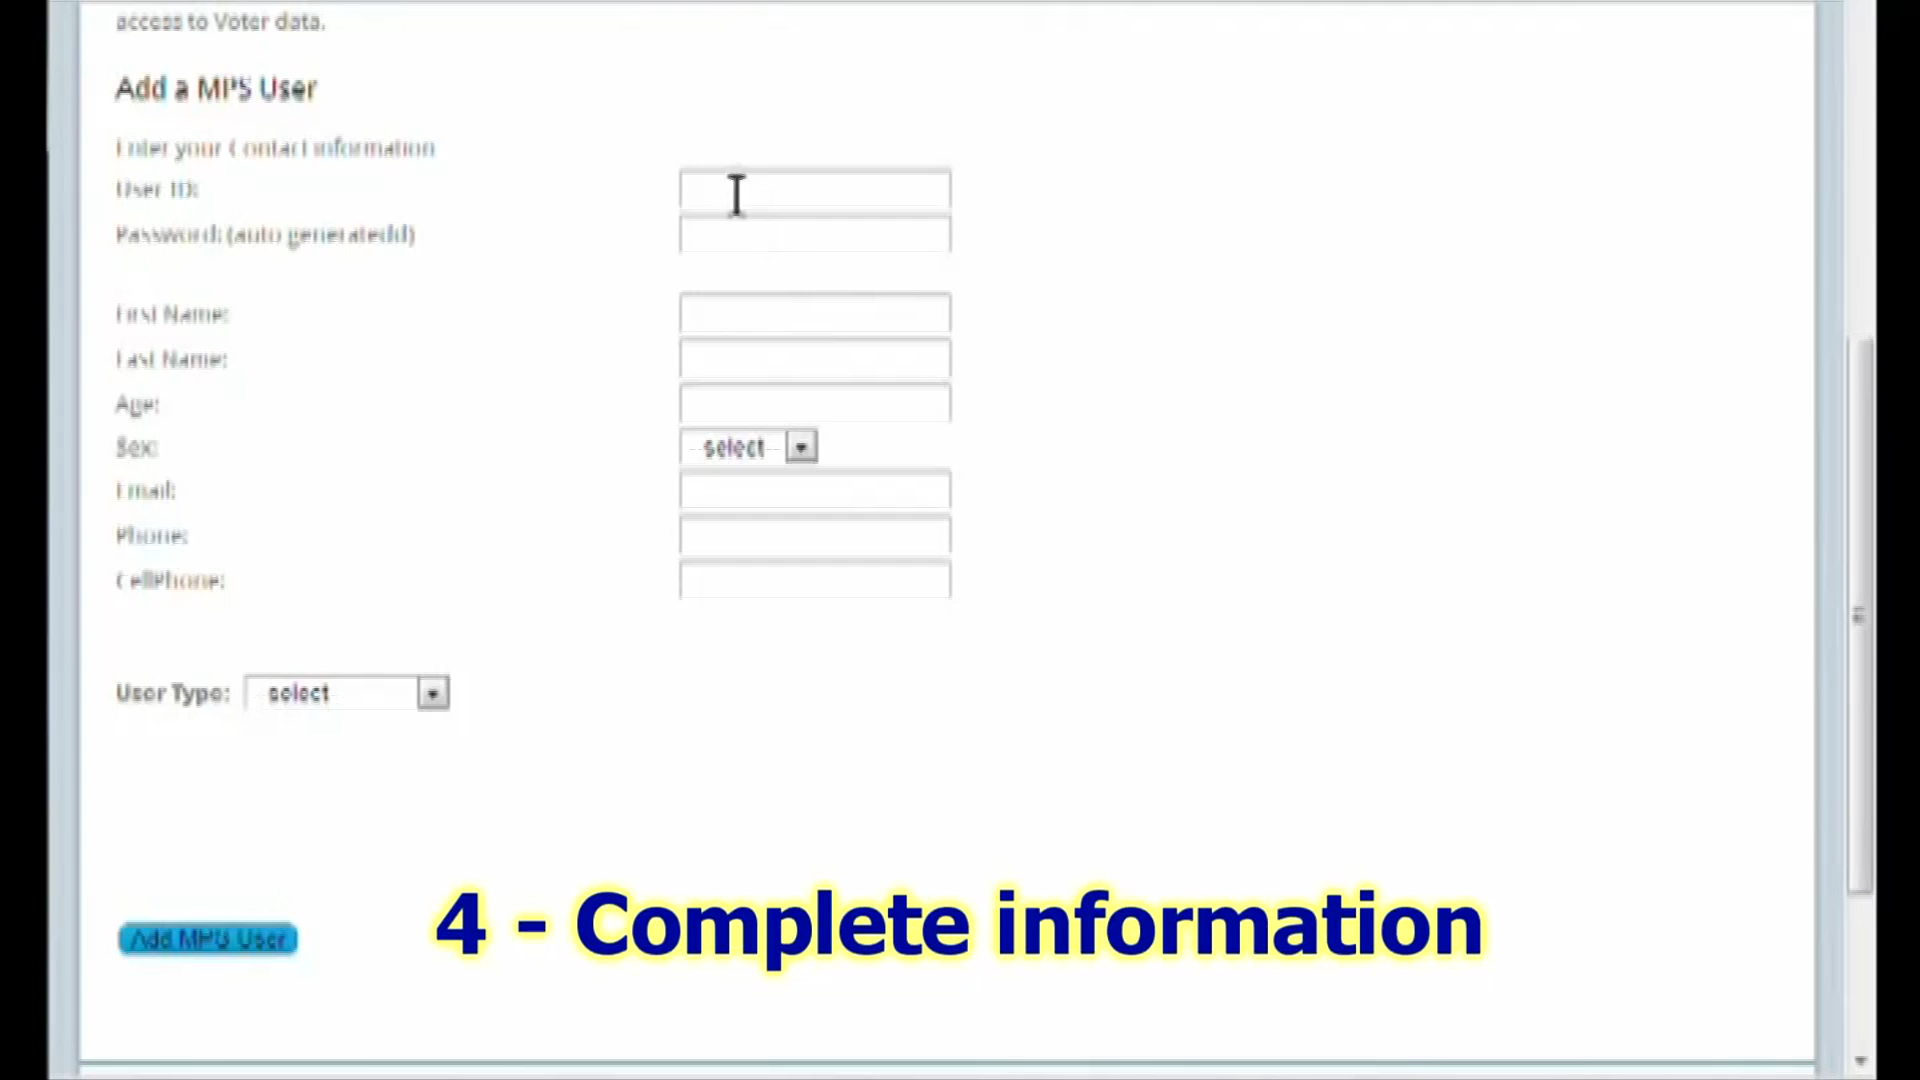 access to Voter data.
Add a MPS User
Enter your Contact information
User ID:
Password: (auto generatedd)
First Name:
Last Name:
Age:
Sex: select
Email:
Phone:
CellPhone:
User Type: select
Add MPS User
4 - Complete information